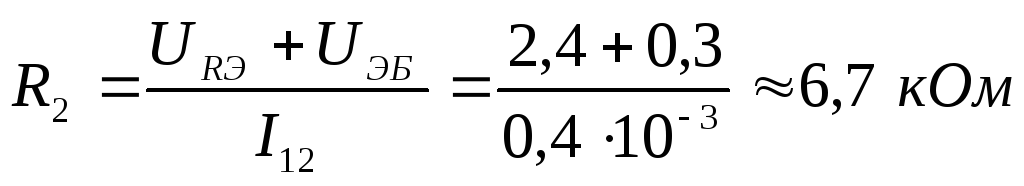 R₂ = (U_RЭ + U_ЭБ) / I₁₂ = (2,4 + 0,3) / (0,4 · 10⁻³) ≈ 6,7 кОм